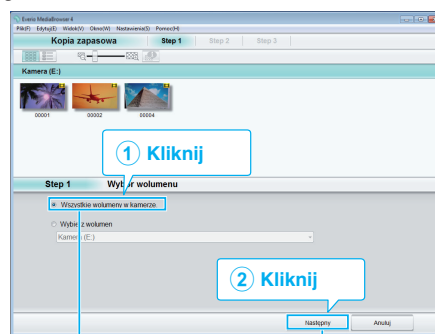 Everio MediaBrowser 4
Plik(F) Edytuj(E) Widok(V) Okno(W) Nastawienia(S) Pomoc(H)
Kopia zapasowa Step 1 Step 2 Step 3
Kamera (E:)
00001 00002 00004
1 Kliknij
Step 1 Wybór wolumenu
Wszystkie wolumeny w kamerze.
Wybierz wolumen
Kamera (E:)
2 Kliknij
Następny Anuluj